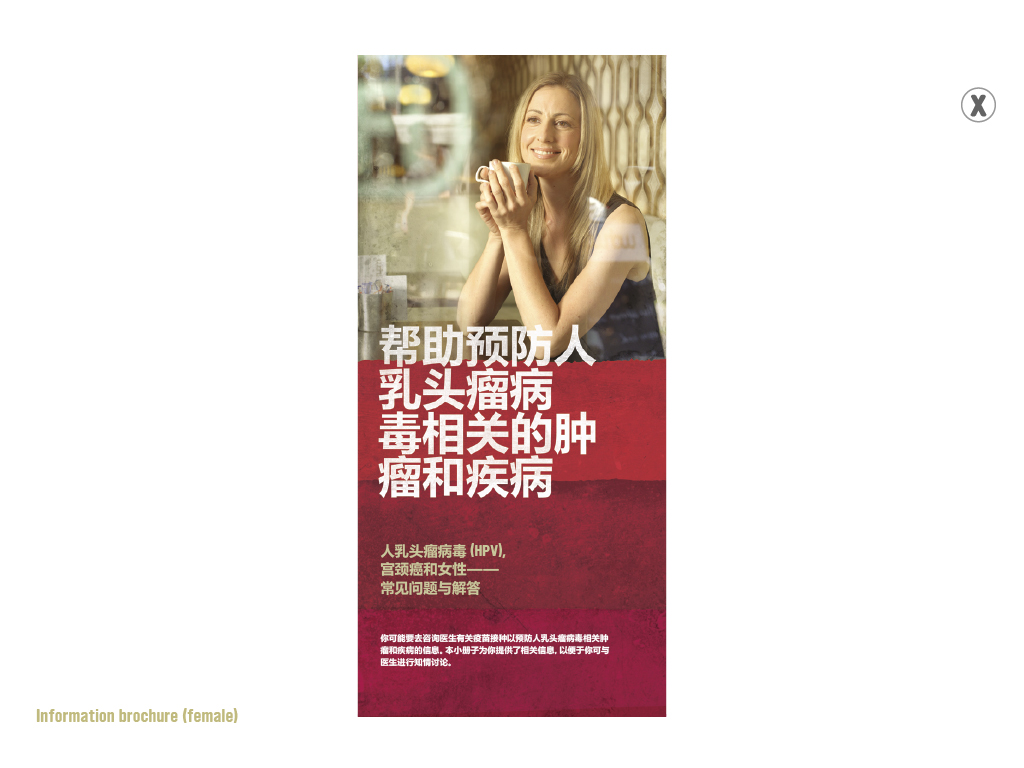 X
帮助预防人
乳头瘤病
毒相关的肿
瘤和疾病
人乳头瘤病毒 (HPV),
宫颈癌和女性——
常见问题与解答
你可能要去咨询医生有关疫苗接种以预防人乳头瘤病毒相关肿
瘤和疾病的信息。本小册子为你提供了相关信息,以便于你可与
医生进行知情讨论。
Information brochure (female)